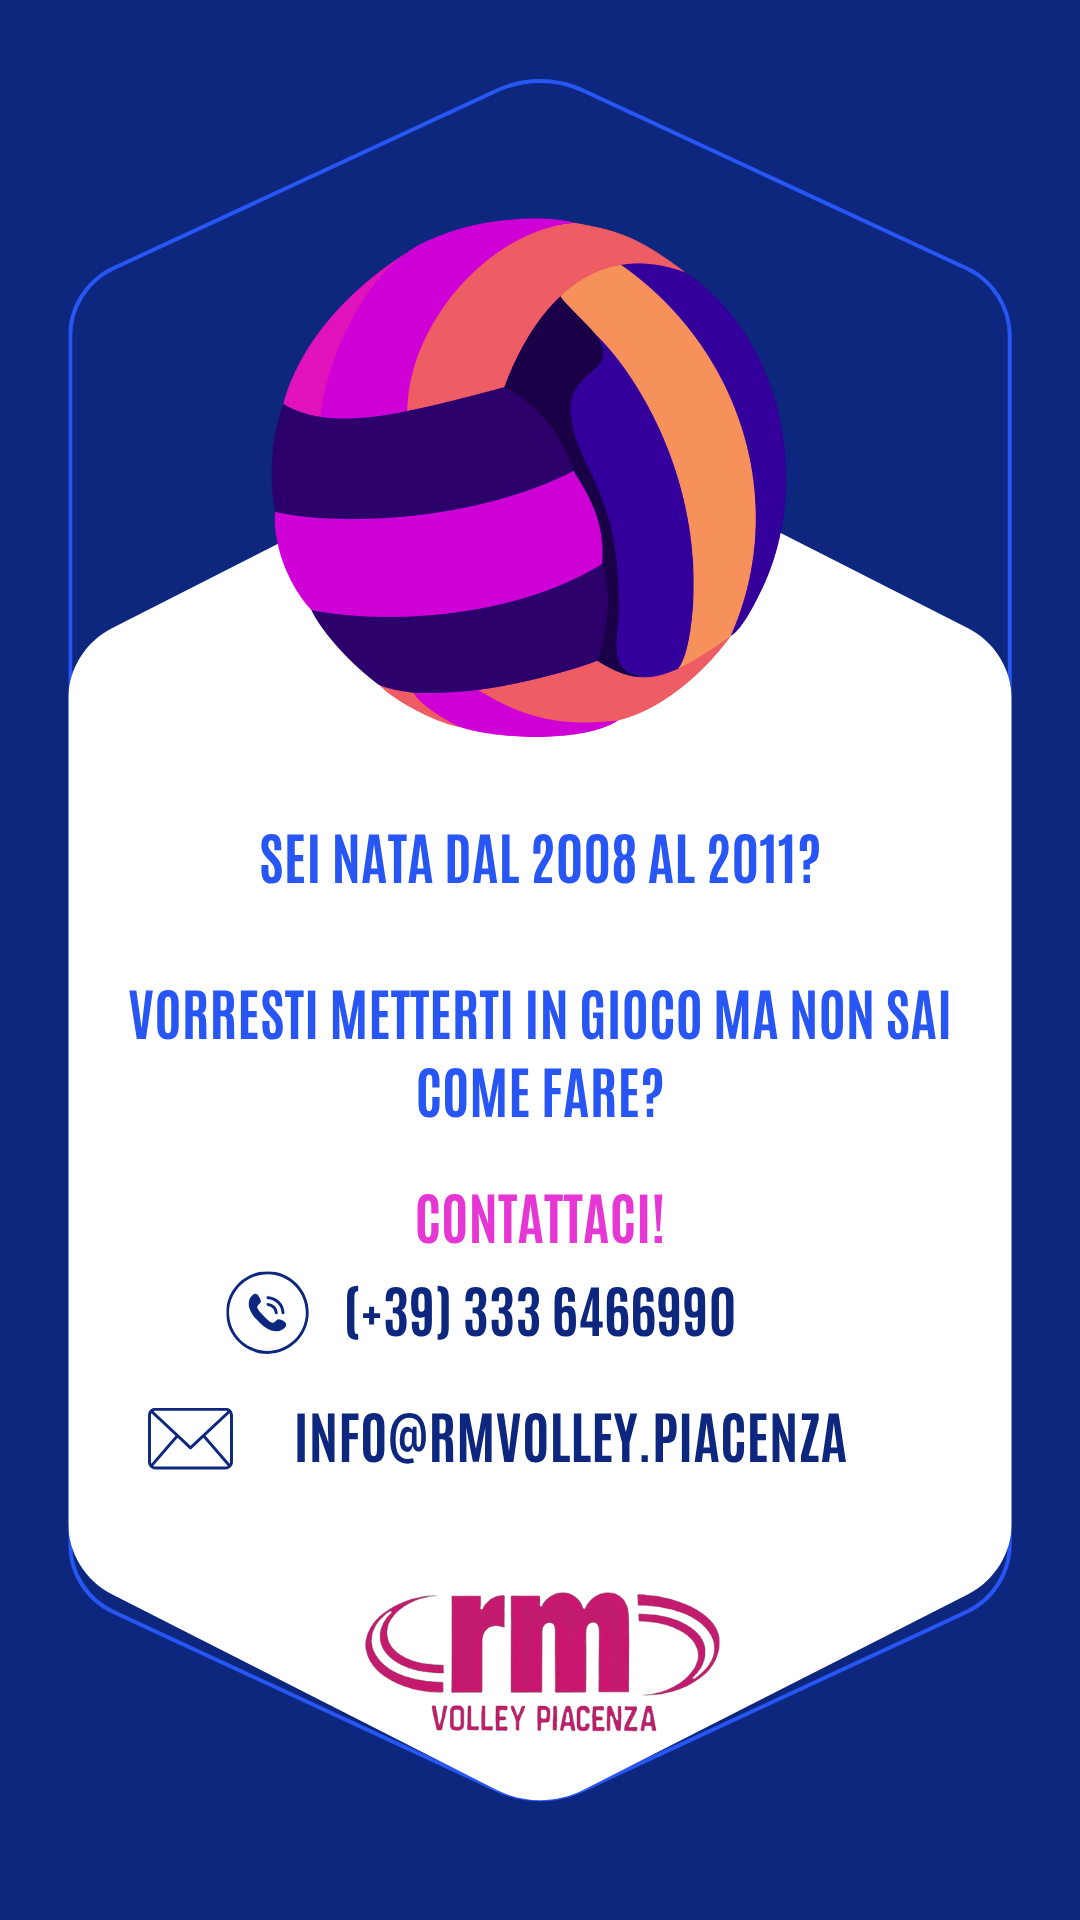 SEI NATA DAL 2008 AL 2011?
VORRESTI METTERTI IN GIOCO MA NON SAI
COME FARE?
CONTATTACI!
(+39) 333 6466990
INFO@RMVOLLEY.PIACENZA
rm
VOLLEY PIACENZA